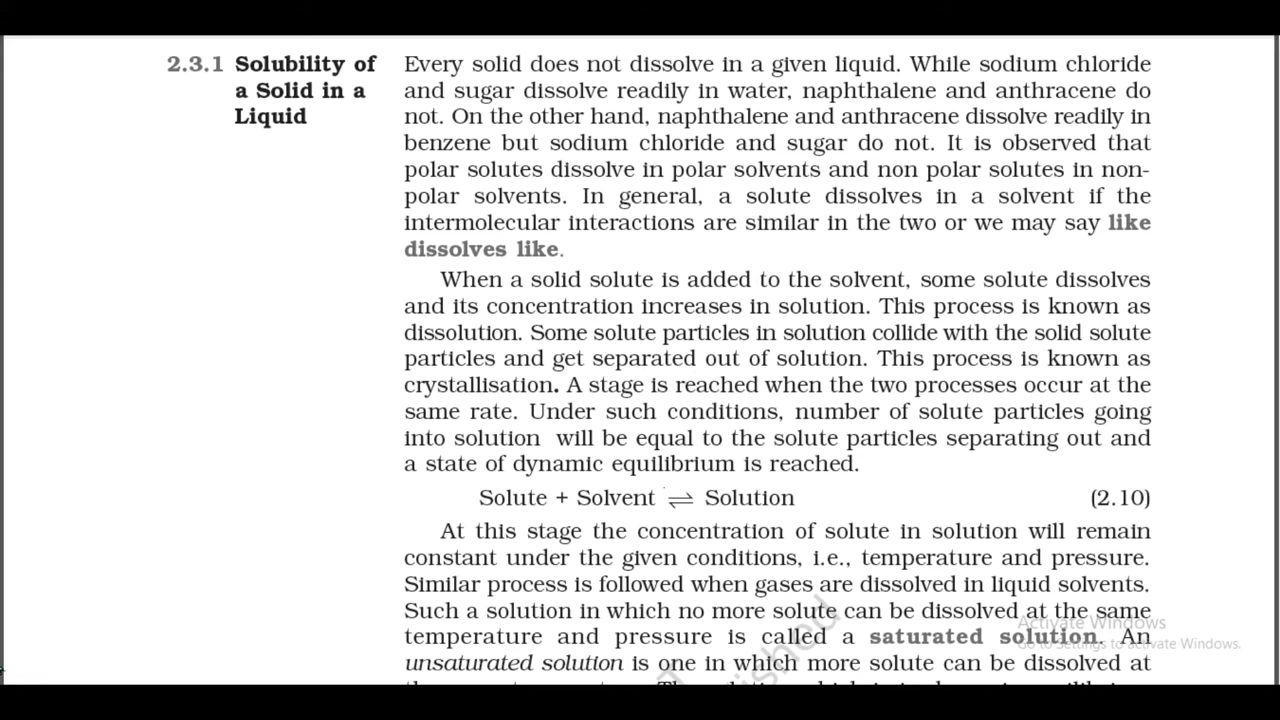 2.3.1 Solubility of
a Solid in a
Liquid
Every solid does not dissolve in a given liquid. While sodium chloride
and sugar dissolve readily in water, naphthalene and anthracene do
not. On the other hand, naphthalene and anthracene dissolve readily in
benzene but sodium chloride and sugar do not. It is observed that
polar solutes dissolve in polar solvents and non polar solutes in non-
polar solvents. In general, a solute dissolves in a solvent if the
intermolecular interactions are similar in the two or we may say like
dissolves like.
When a solid solute is added to the solvent, some solute dissolves
and its concentration increases in solution. This process is known as
dissolution. Some solute particles in solution collide with the solid solute
particles and get separated out of solution. This process is known as
crystallisation. A stage is reached when the two processes occur at the
same rate. Under such conditions, number of solute particles going
into solution will be equal to the solute particles separating out and
a state of dynamic equilibrium is reached.
Solute + Solvent ⇌ Solution (2.10)
At this stage the concentration of solute in solution will remain
constant under the given conditions, i.e., temperature and pressure.
Similar process is followed when gases are dissolved in liquid solvents.
Such a solution in which no more solute can be dissolved at the same
temperature and pressure is called a saturated solution. An
unsaturated solution is one in which more solute can be dissolved at
Activate Windows
Go to Settings to activate Windows.